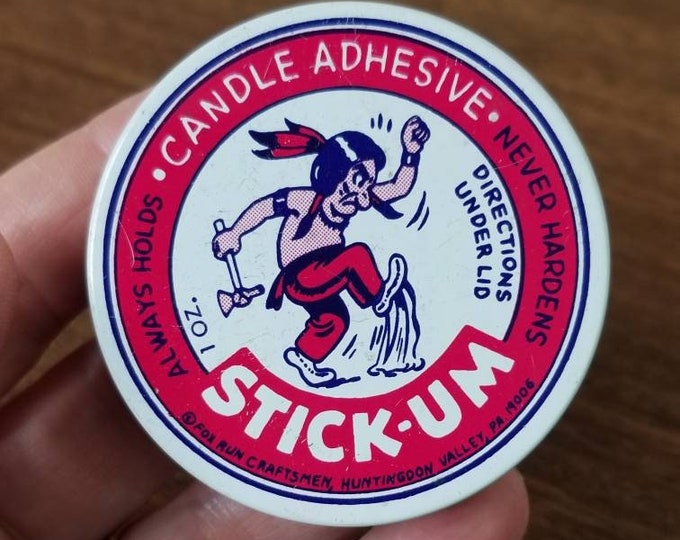 ALWAYS HOLDS • CANDLE ADHESIVE • NEVER HARDENS
DIRECTIONS
UNDER LID
1 OZ.
STICK-UM
©FOX RUN CRAFTSMEN, HUNTINGDON VALLEY, PA 19006